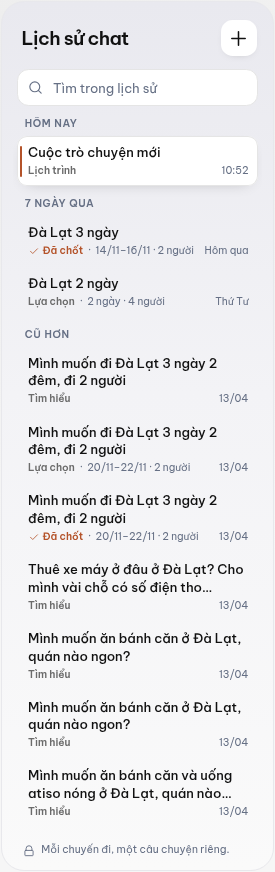 Lịch sử chat
Tìm trong lịch sử
HÔM NAY
Cuộc trò chuyện mới
Lịch trình 10:52
7 NGÀY QUA
Đà Lạt 3 ngày
Đã chốt · 14/11–16/11 · 2 người Hôm qua
Đà Lạt 2 ngày
Lựa chọn · 2 ngày · 4 người Thứ Tư
CŨ HƠN
Mình muốn đi Đà Lạt 3 ngày 2
đêm, đi 2 người
Tìm hiểu 13/04
Mình muốn đi Đà Lạt 3 ngày 2
đêm, đi 2 người
Lựa chọn · 20/11–22/11 · 2 người 13/04
Mình muốn đi Đà Lạt 3 ngày 2
đêm, đi 2 người
Đã chốt · 20/11–22/11 · 2 người 13/04
Thuê xe máy ở đâu ở Đà Lạt? Cho
mình vài chỗ có số điện tho...
Tìm hiểu 13/04
Mình muốn ăn bánh căn ở Đà Lạt,
quán nào ngon?
Tìm hiểu 13/04
Mình muốn ăn bánh căn ở Đà Lạt,
quán nào ngon?
Tìm hiểu 13/04
Mình muốn ăn bánh căn và uống
atiso nóng ở Đà Lạt, quán nào...
Tìm hiểu 13/04
Mỗi chuyến đi, một câu chuyện riêng.